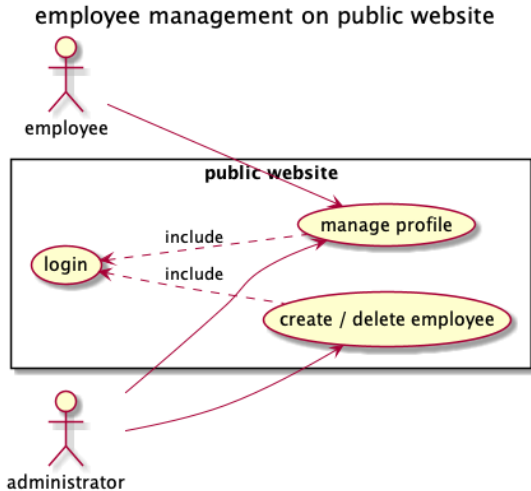 employee management on public website
employee
public website
manage profile
include
login
include
create / delete employee
administrator